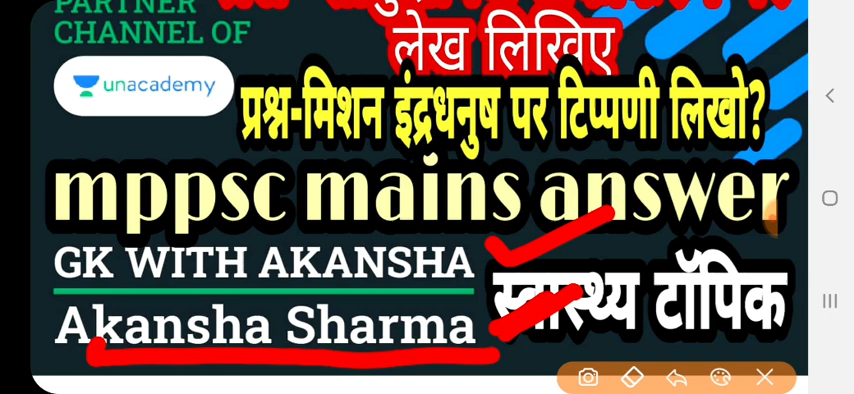 PARTNER
CHANNEL OF
unacademy
लेख लिखिए
प्रश्न-मिशन इंद्रधनुष पर टिप्पणी लिखो?
mppsc mains answer
GK WITH AKANSHA
Akansha Sharma
स्वास्थ्य टॉपिक